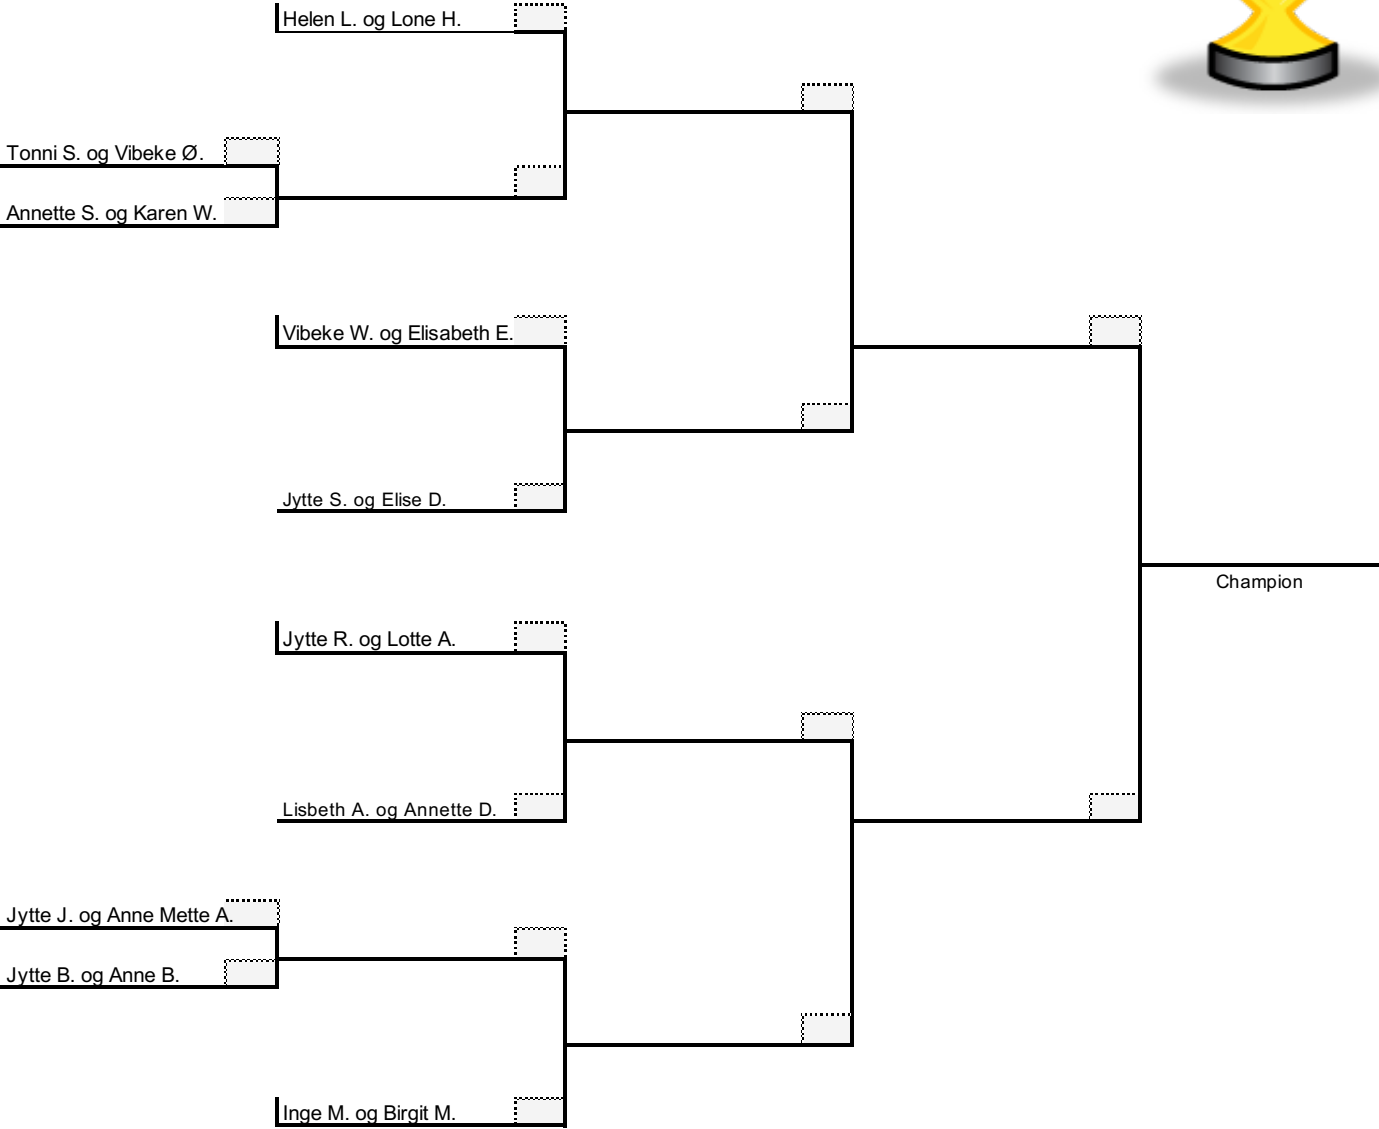 Helen L. og Lone H.
Tonni S. og Vibeke Ø.
Annette S. og Karen W.
Vibeke W. og Elisabeth E.
Jytte S. og Elise D.
Champion
Jytte R. og Lotte A.
Lisbeth A. og Annette D.
Jytte J. og Anne Mette A.
Jytte B. og Anne B.
Inge M. og Birgit M.